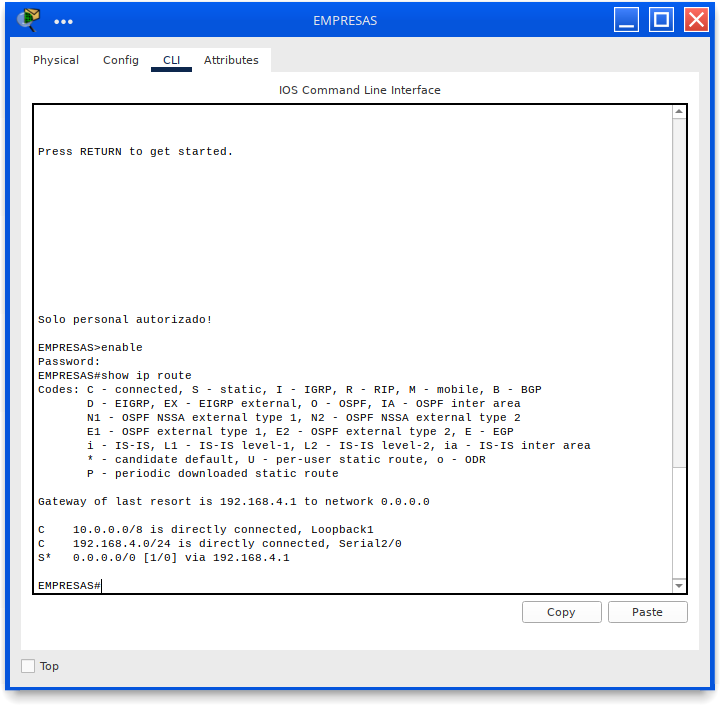 EMPRESAS
Physical Config CLI Attributes
IOS Command Line Interface
Press RETURN to get started.
Solo personal autorizado!
EMPRESAS>enable
Password:
EMPRESAS#show ip route
Codes: C - connected, S - static, I - IGRP, R - RIP, M - mobile, B - BGP
       D - EIGRP, EX - EIGRP external, O - OSPF, IA - OSPF inter area
       N1 - OSPF NSSA external type 1, N2 - OSPF NSSA external type 2
       E1 - OSPF external type 1, E2 - OSPF external type 2, E - EGP
       i - IS-IS, L1 - IS-IS level-1, L2 - IS-IS level-2, ia - IS-IS inter area
       * - candidate default, U - per-user static route, o - ODR
       P - periodic downloaded static route
Gateway of last resort is 192.168.4.1 to network 0.0.0.0
C    10.0.0.0/8 is directly connected, Loopback1
C    192.168.4.0/24 is directly connected, Serial2/0
S*   0.0.0.0/0 [1/0] via 192.168.4.1
EMPRESAS#
Copy Paste
Top